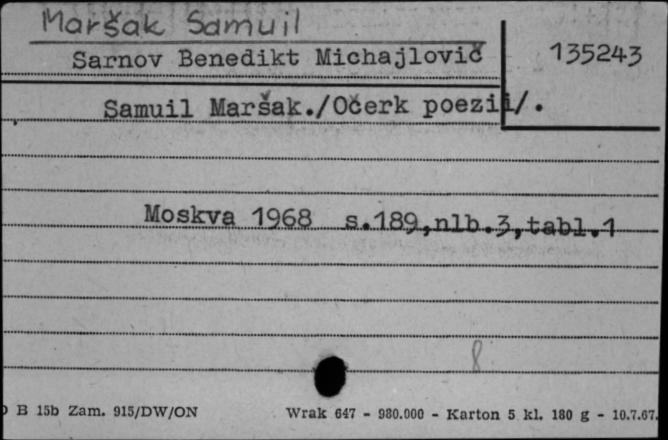 Maršak Samuil
Sarnov Benedikt Michajlovič 135243
Samuil Maršak./Očerk poezii/.
Moskva 1968 s.189,nlb.3,tabl.1
8
B 15b Zam. 915/DW/ON Wrak 647 - 980.000 - Karton 5 kl. 180 g - 10.7.67.